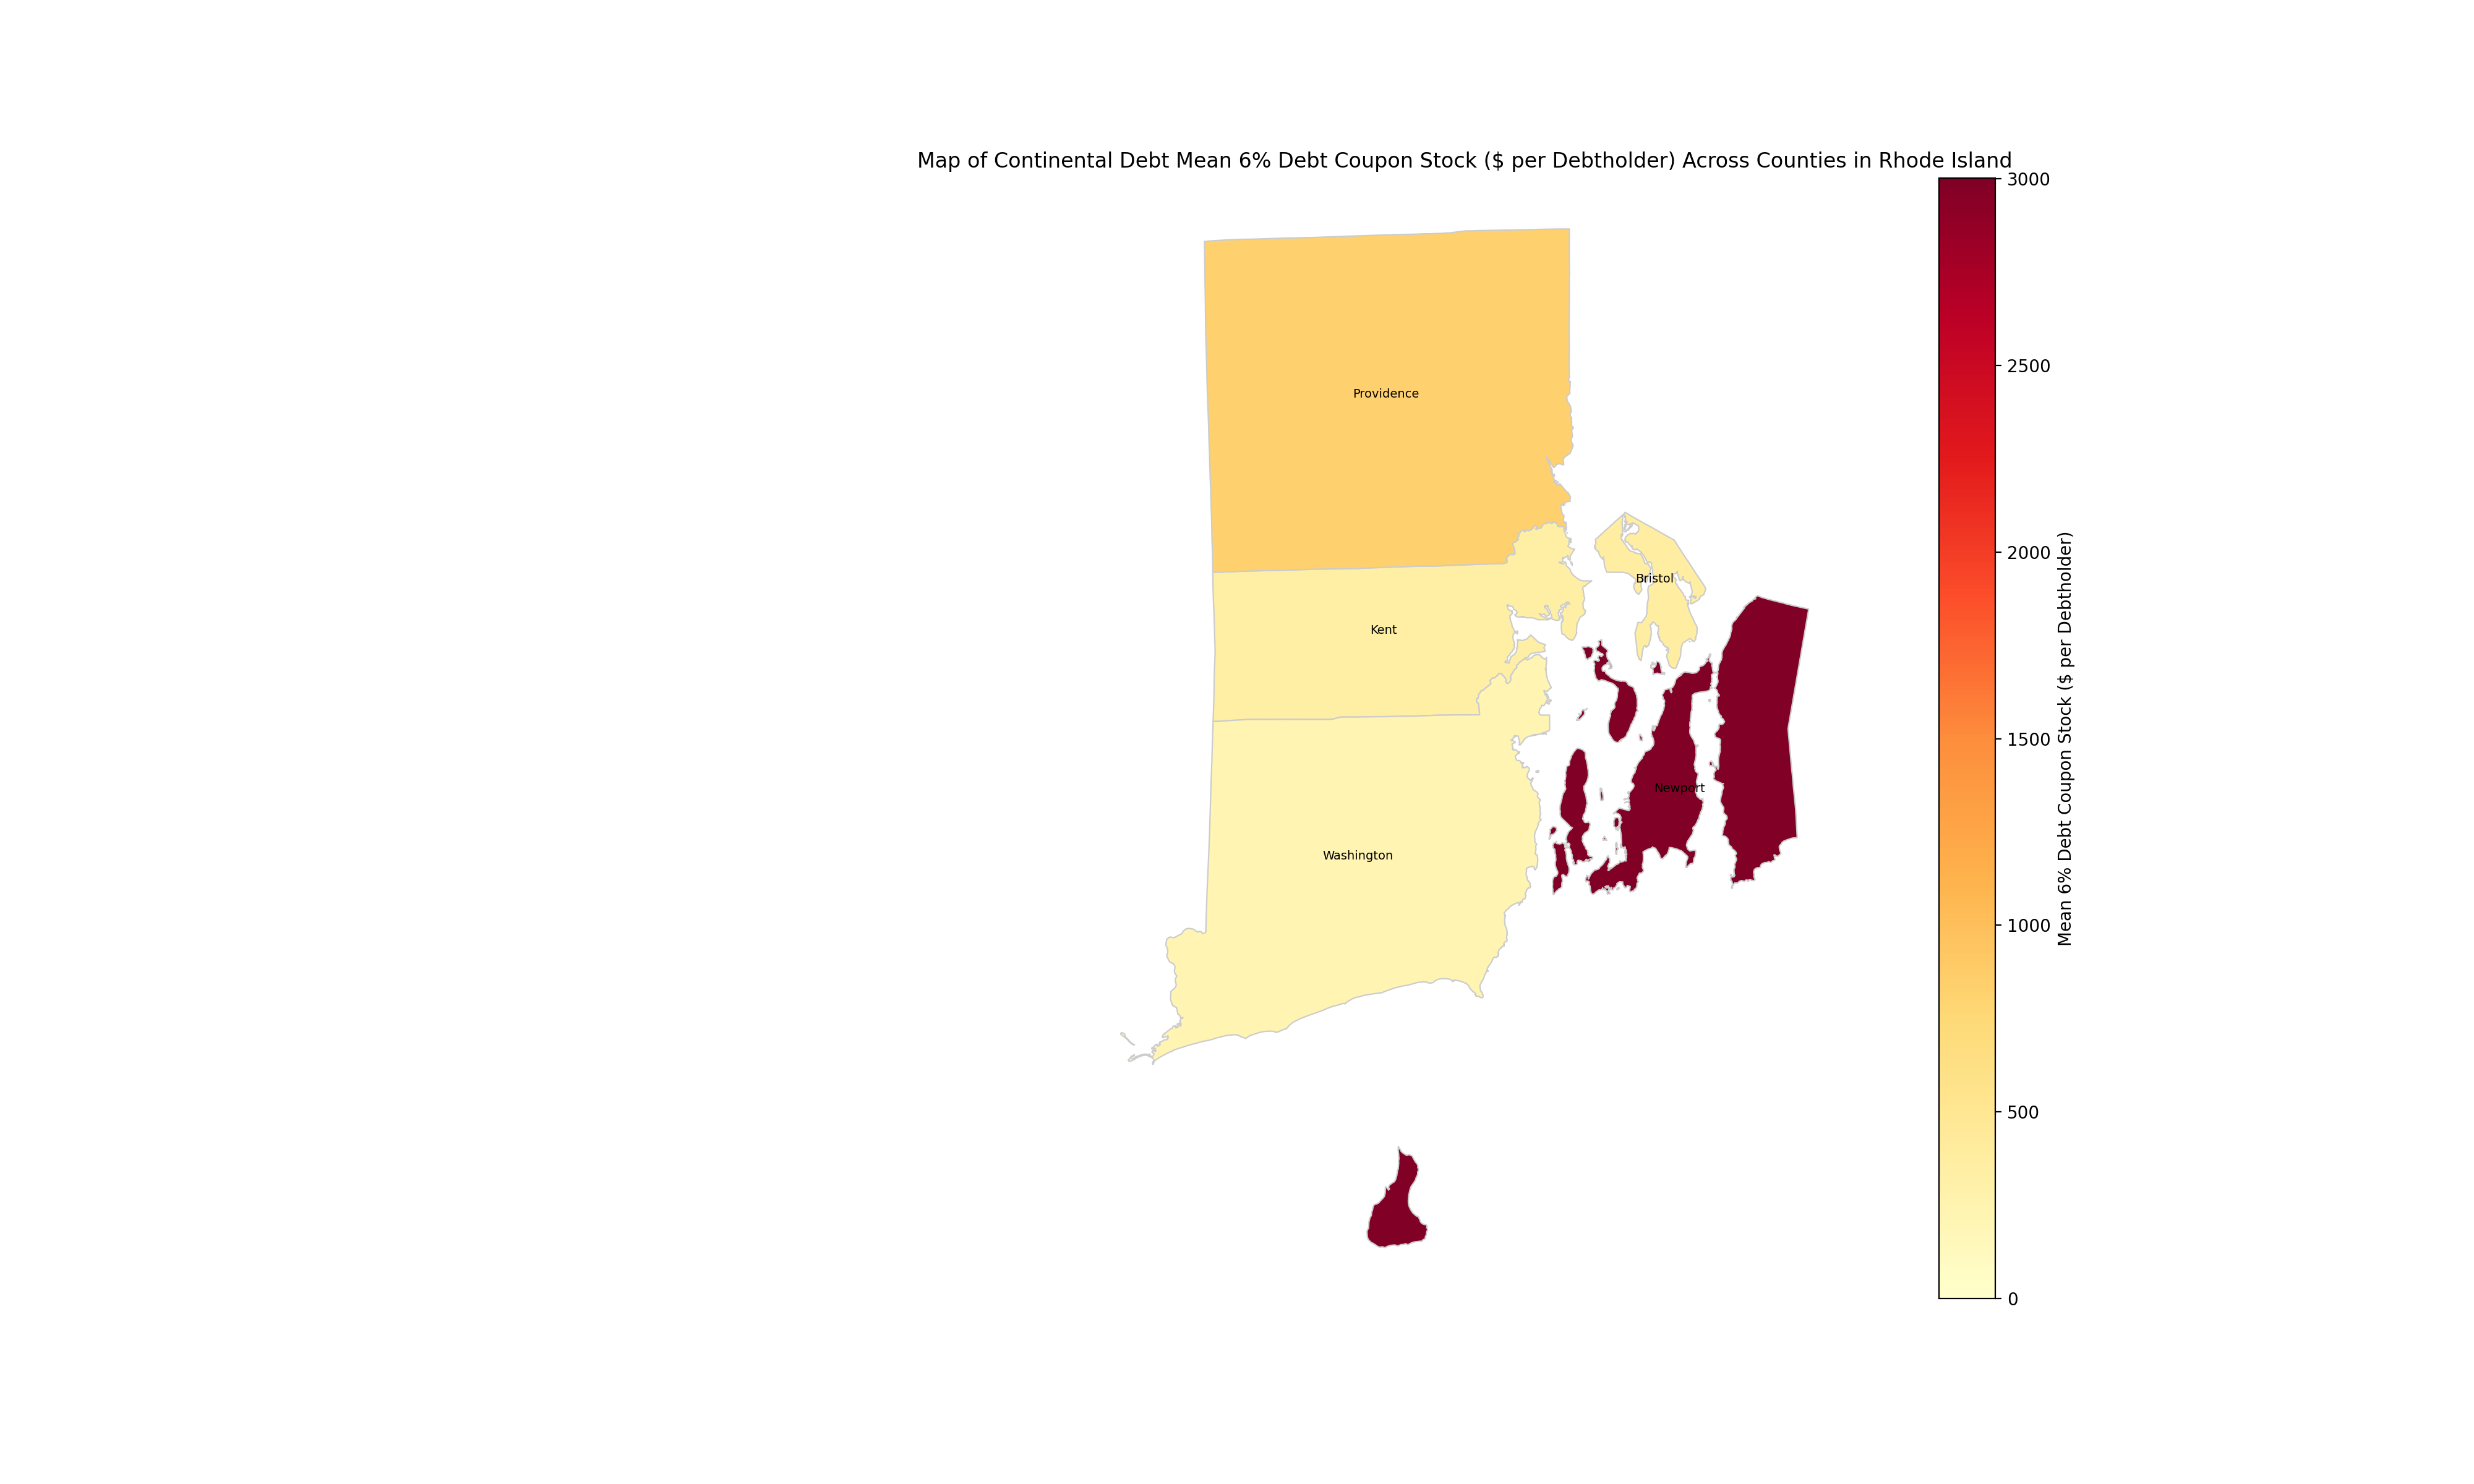 Map of Continental Debt Mean 6% Debt Coupon Stock ($ per Debtholder) Across Counties in Rhode Island
3000
2500
2000
1500
1000
500
0
Mean 6% Debt Coupon Stock ($ per Debtholder)
Providence
Bristol
Kent
Newport
Washington